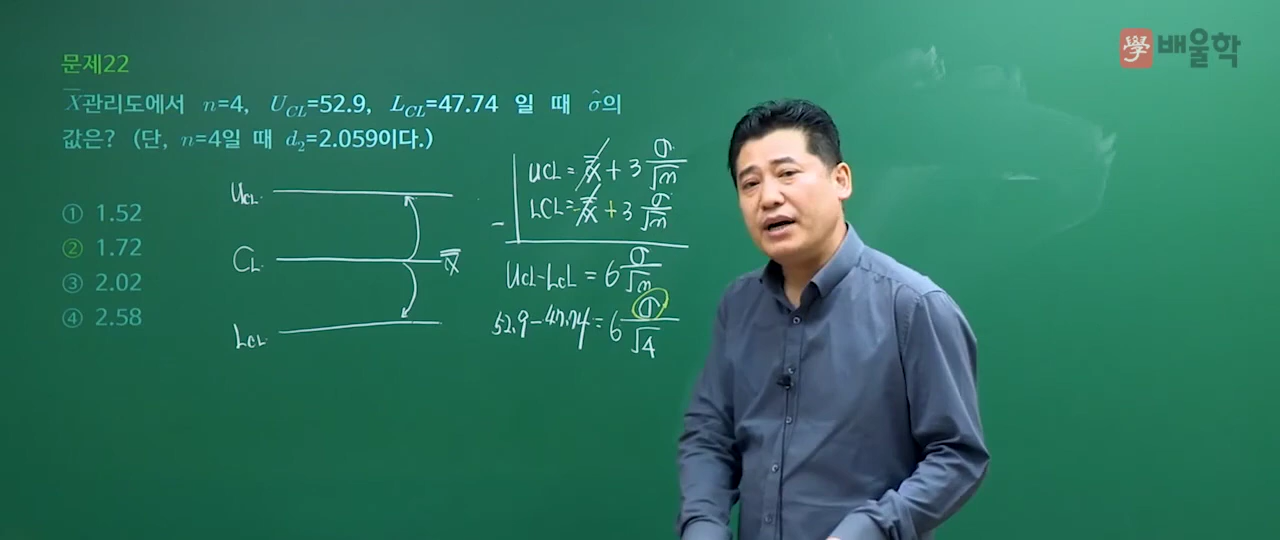 學 배울학
문제22
X̄관리도에서 n=4, U_CL=52.9, L_CL=47.74 일 때 σ̂의
값은? (단, n=4일 때 d₂=2.059이다.)
① 1.52
② 1.72
③ 2.02
④ 2.58
UCL
CL
X̿
LCL
UCL = X̿ + 3 σ/√n
LCL = X̿ + 3 σ/√n
UCL-LCL = 6 σ/√n
52.9-47.74 = 6 σ/√4